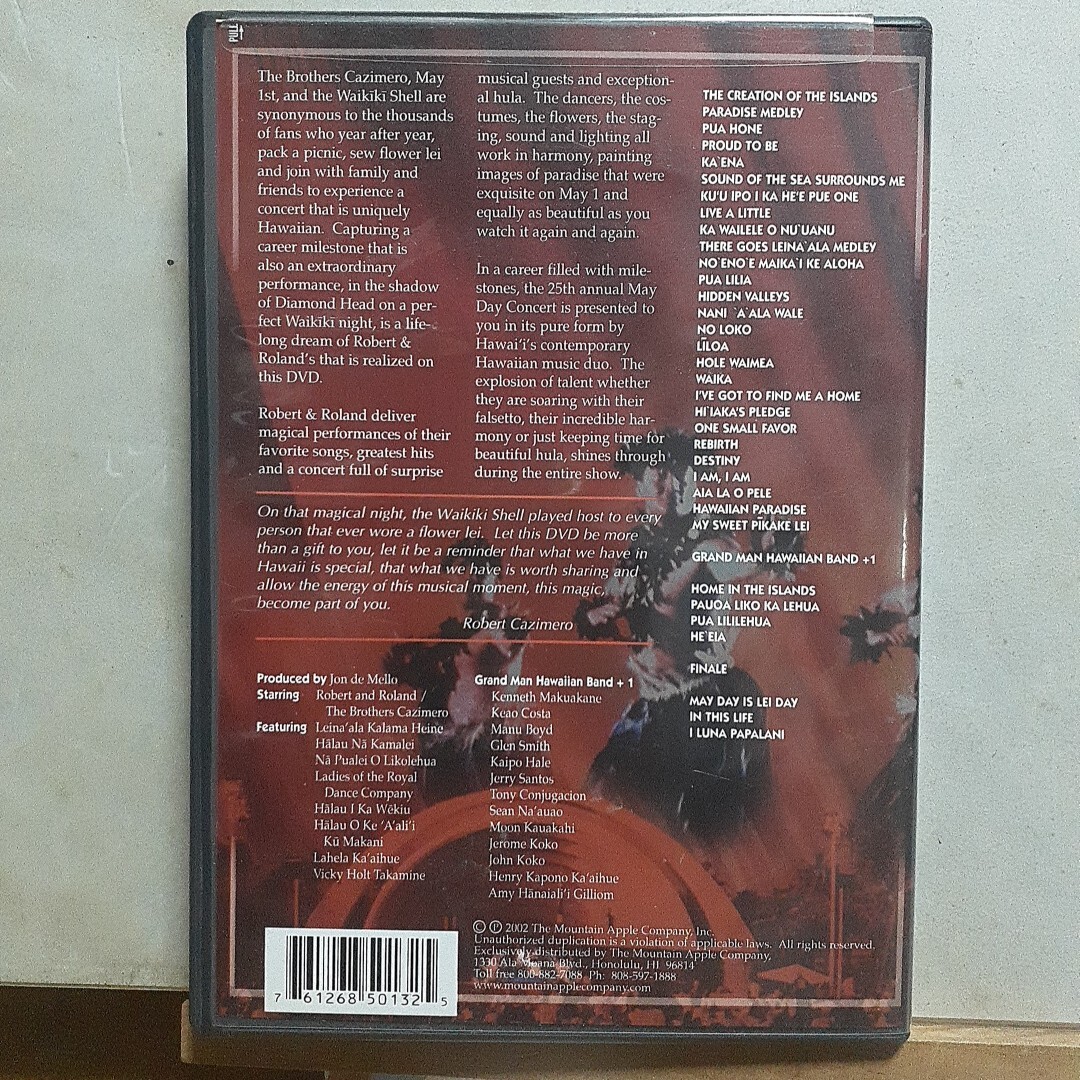 PULL
The Brothers Cazimero, May
1st, and the Waikīkī Shell are
synonymous to the thousands
of fans who year after year,
pack a picnic, sew flower lei
and join with family and
friends to experience a
concert that is uniquely
Hawaiian. Capturing a
career milestone that is
also an extraordinary
performance, in the shadow
of Diamond Head on a per-
fect Waikīkī night, is a life-
long dream of Robert &
Roland's that is realized on
this DVD.
Robert & Roland deliver
magical performances of their
favorite songs, greatest hits
and a concert full of surprise
musical guests and exception-
al hula. The dancers, the cos-
tumes, the flowers, the stag-
ing, sound and lighting all
work in harmony, painting
images of paradise that were
exquisite on May 1 and
equally as beautiful as you
watch it again and again.
In a career filled with mile-
stones, the 25th annual May
Day Concert is presented to
you in its pure form by
Hawai'i's contemporary
Hawaiian music duo. The
explosion of talent whether
they are soaring with their
falsetto, their incredible har-
mony or just keeping time for
beautiful hula, shines through
during the entire show.
On that magical night, the Waikiki Shell played host to every
person that ever wore a flower lei. Let this DVD be more
than a gift to you, let it be a reminder that what we have in
Hawaii is special, that what we have is worth sharing and
allow the energy of this musical moment, this magic,
become part of you.
Robert Cazimero
Produced by Jon de Mello
Starring Robert and Roland /
The Brothers Cazimero
Featuring Leina'ala Kalama Heine
Hālau Nā Kamalei
Nā Pualei O Likolehua
Ladies of the Royal
Dance Company
Hālau I Ka Wēkiu
Hālau O Ke 'A'ali'i
Kū Makani
Lahela Ka'aihue
Vicky Holt Takamine
Grand Man Hawaiian Band + 1
Kenneth Makuakane
Keao Costa
Manu Boyd
Glen Smith
Kaipo Hale
Jerry Santos
Tony Conjugacion
Sean Na'auao
Moon Kauakahi
Jerome Koko
John Koko
Henry Kapono Ka'aihue
Amy Hānaiali'i Gilliom
THE CREATION OF THE ISLANDS
PARADISE MEDLEY
PUA HONE
PROUD TO BE
KA`ENA
SOUND OF THE SEA SURROUNDS ME
KU'U IPO I KA HE'E PUE ONE
LIVE A LITTLE
KA WAILELE O NU`UANU
THERE GOES LEINA`ALA MEDLEY
NO`ENO`E MAIKA`I KE ALOHA
PUA LILIA
HIDDEN VALLEYS
NANI `A`ALA WALE
NO LOKO
LĪLOA
HOLE WAIMEA
WAIKA
I'VE GOT TO FIND ME A HOME
HI`IAKA'S PLEDGE
ONE SMALL FAVOR
REBIRTH
DESTINY
I AM, I AM
AIA LA O PELE
HAWAIIAN PARADISE
MY SWEET PĪKAKE LEI
GRAND MAN HAWAIIAN BAND +1
HOME IN THE ISLANDS
PAUOA LIKO KA LEHUA
PUA LILILEHUA
HE`EIA
FINALE
MAY DAY IS LEI DAY
IN THIS LIFE
I LUNA PAPALANI
7 61268 50132 5
© ℗ 2002 The Mountain Apple Company, Inc.
Unauthorized duplication is a violation of applicable laws. All rights reserved.
Exclusively distributed by The Mountain Apple Company,
1330 Ala Moana Blvd., Honolulu, HI 96814
Toll free 800-882-7088 Ph: 808-597-1888
www.mountainapplecompany.com